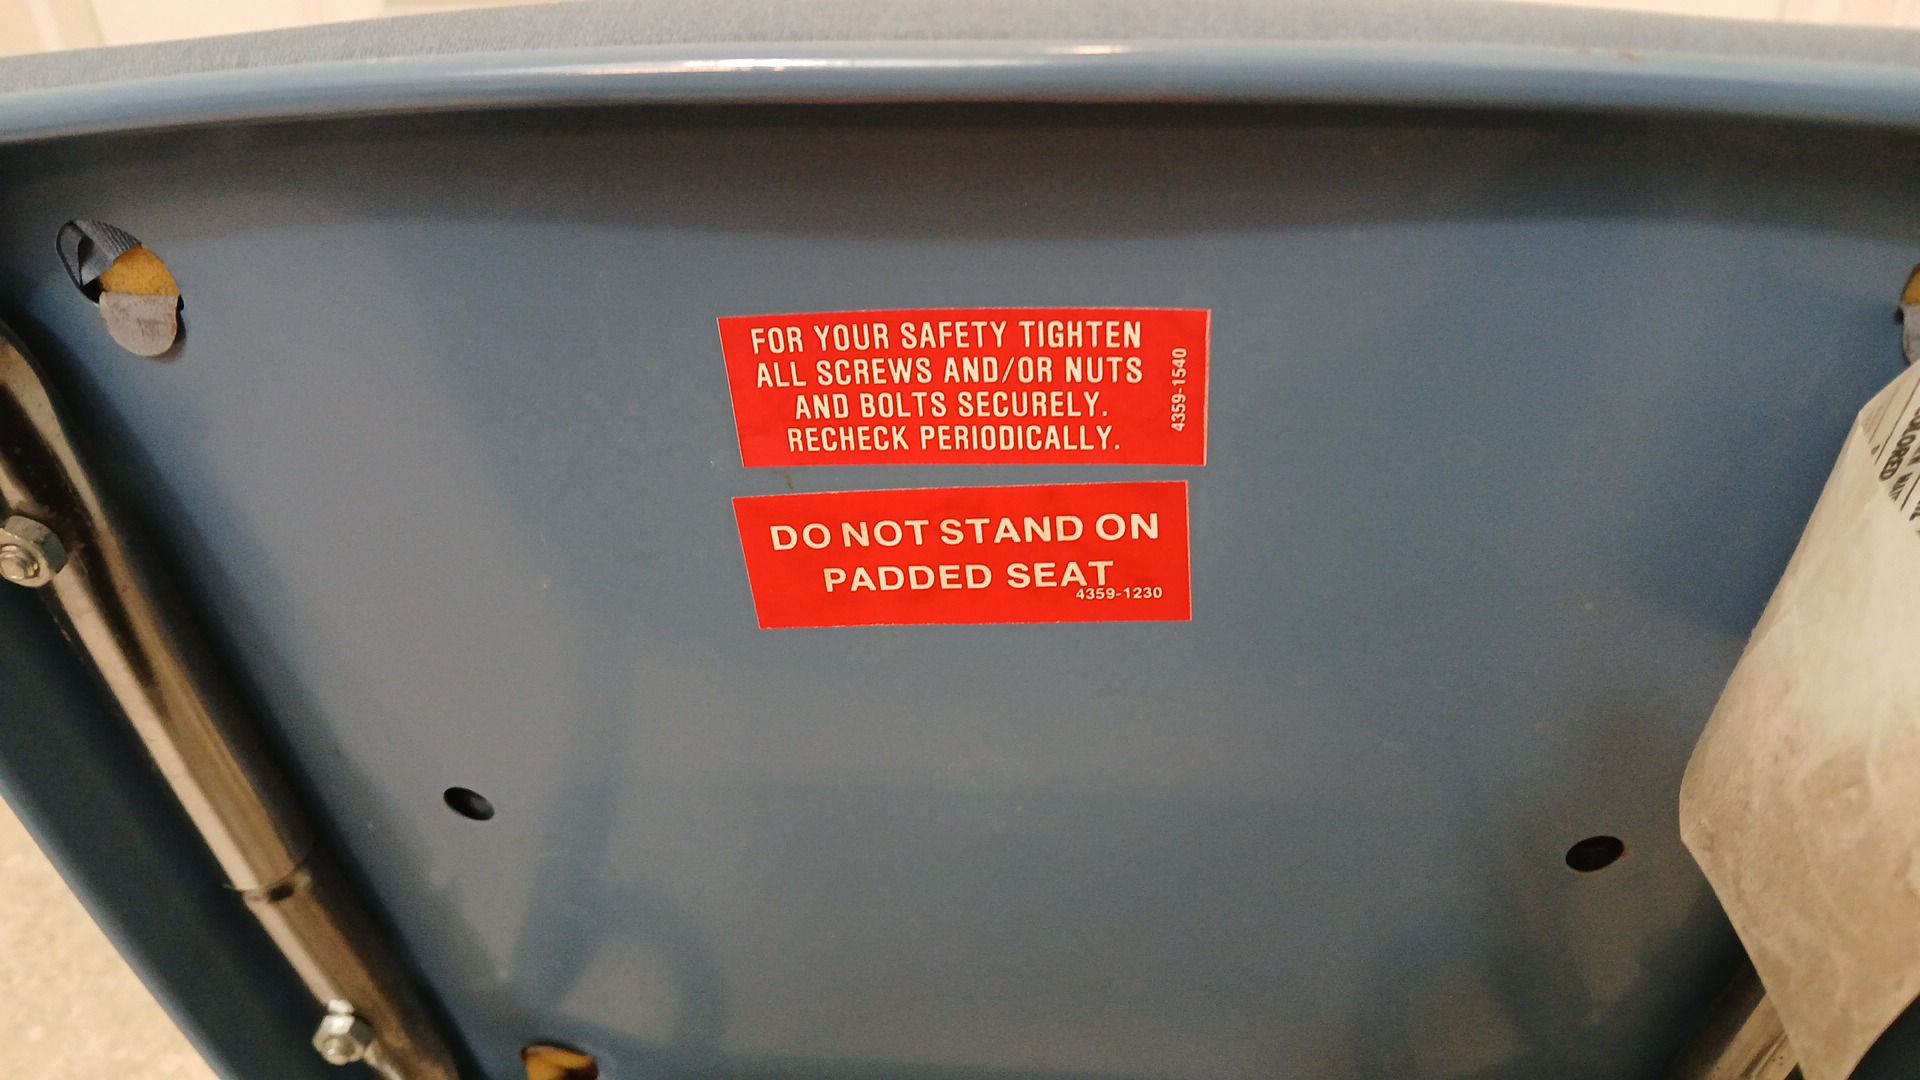 FOR YOUR SAFETY TIGHTEN
ALL SCREWS AND/OR NUTS
AND BOLTS SECURELY.
RECHECK PERIODICALLY.
4359-1540
DO NOT STAND ON
PADDED SEAT
4359-1230
COLORED